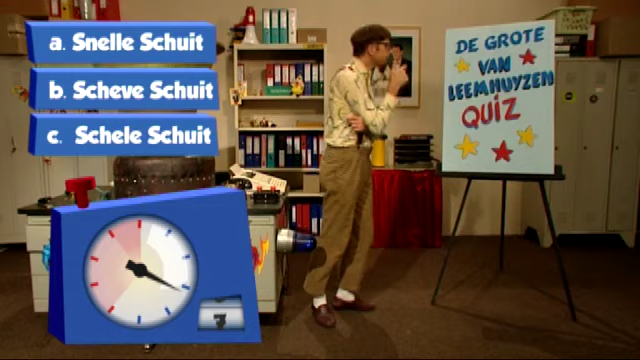 a. Snelle Schuit
b. Scheve Schuit
c. Schele Schuit
DE GROTE
VAN
LEEMHUYZEN
QUIZ
7